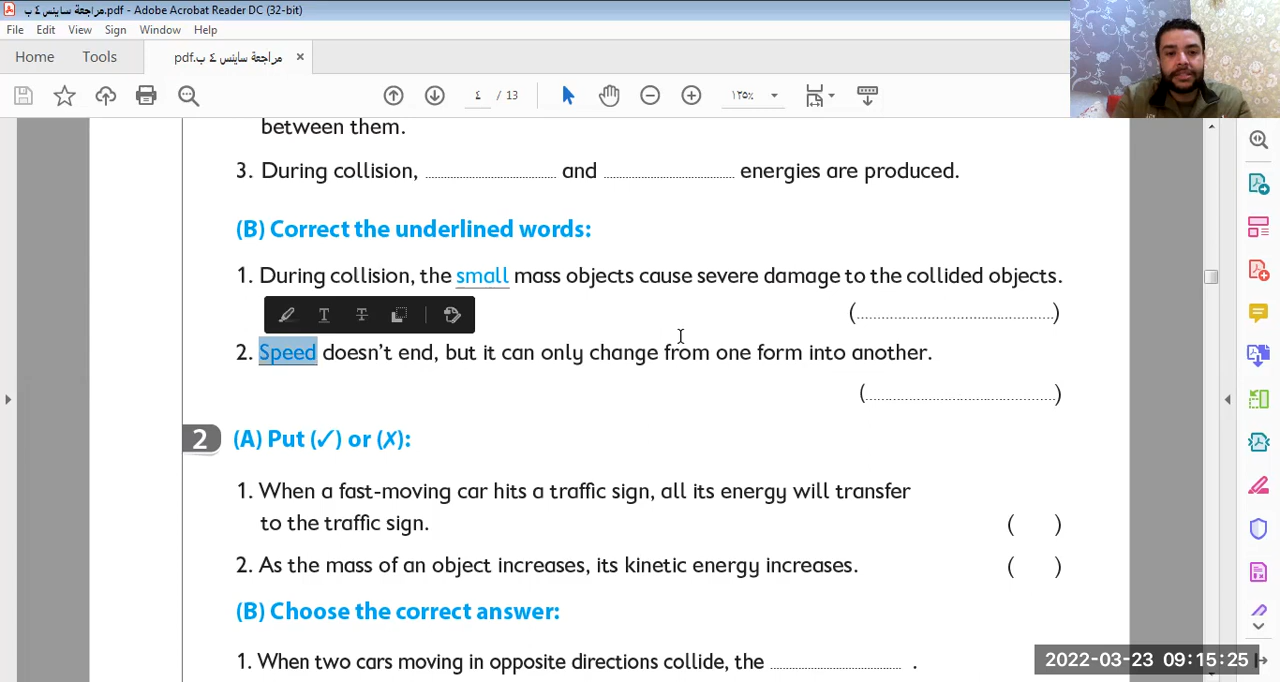 مراجعة ساينس ٤ ب.pdf - Adobe Acrobat Reader DC (32-bit)
File Edit View Sign Window Help
Home Tools مراجعة ساينس ٤ ب.pdf ×
٤ / 13 ١٢٥٪
between them.
3. During collision, .................................. and .................................. energies are produced.
(B) Correct the underlined words:
1. During collision, the small mass objects cause severe damage to the collided objects.
(..........................................)
2. Speed doesn't end, but it can only change from one form into another.
(..........................................)
2 (A) Put (✓) or (✗):
1. When a fast-moving car hits a traffic sign, all its energy will transfer
to the traffic sign. ( )
2. As the mass of an object increases, its kinetic energy increases. ( )
(B) Choose the correct answer:
1. When two cars moving in opposite directions collide, the .................................. .
2022-03-23 09:15:25